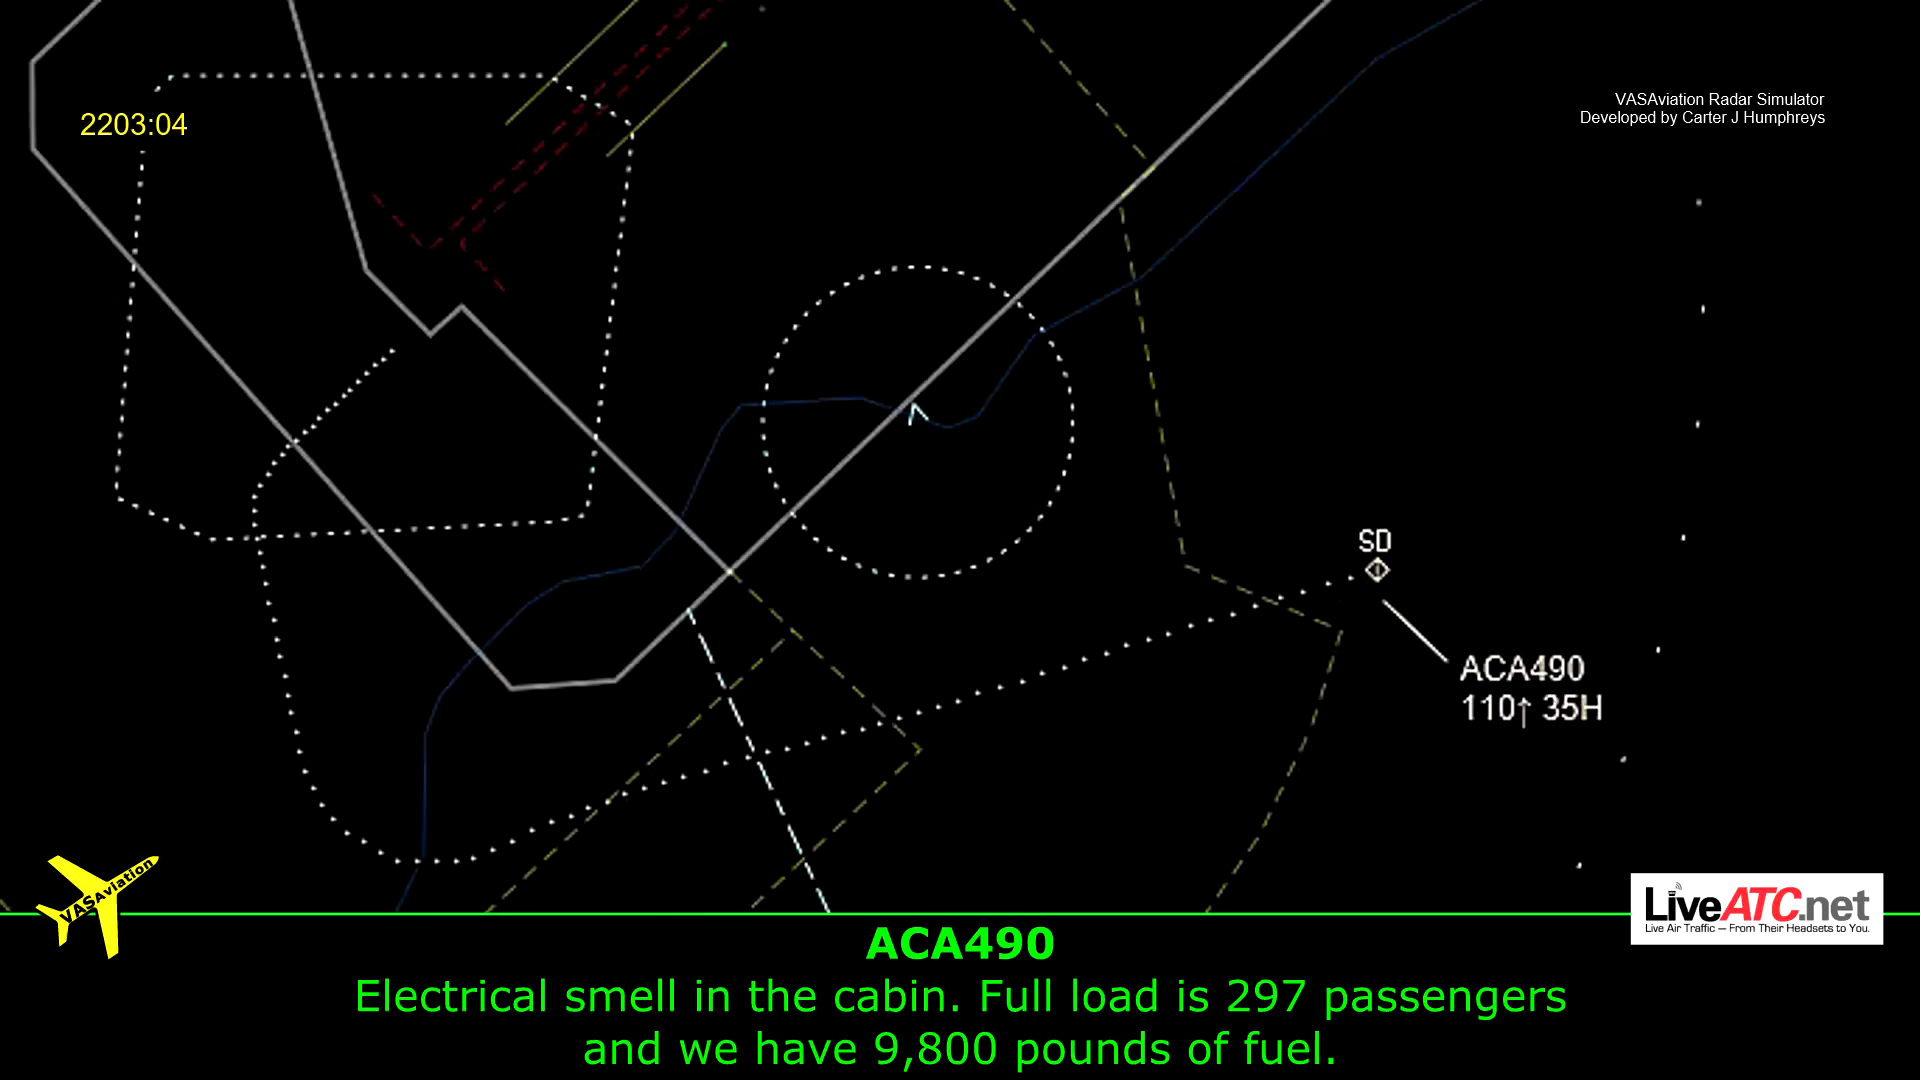 2203:04
VASAviation Radar Simulator
Developed by Carter J Humphreys
SD
ACA490
110↑ 35H
VASAviation
LiveATC.net
Live Air Traffic — From Their Headsets to You.
ACA490
Electrical smell in the cabin. Full load is 297 passengers
and we have 9,800 pounds of fuel.